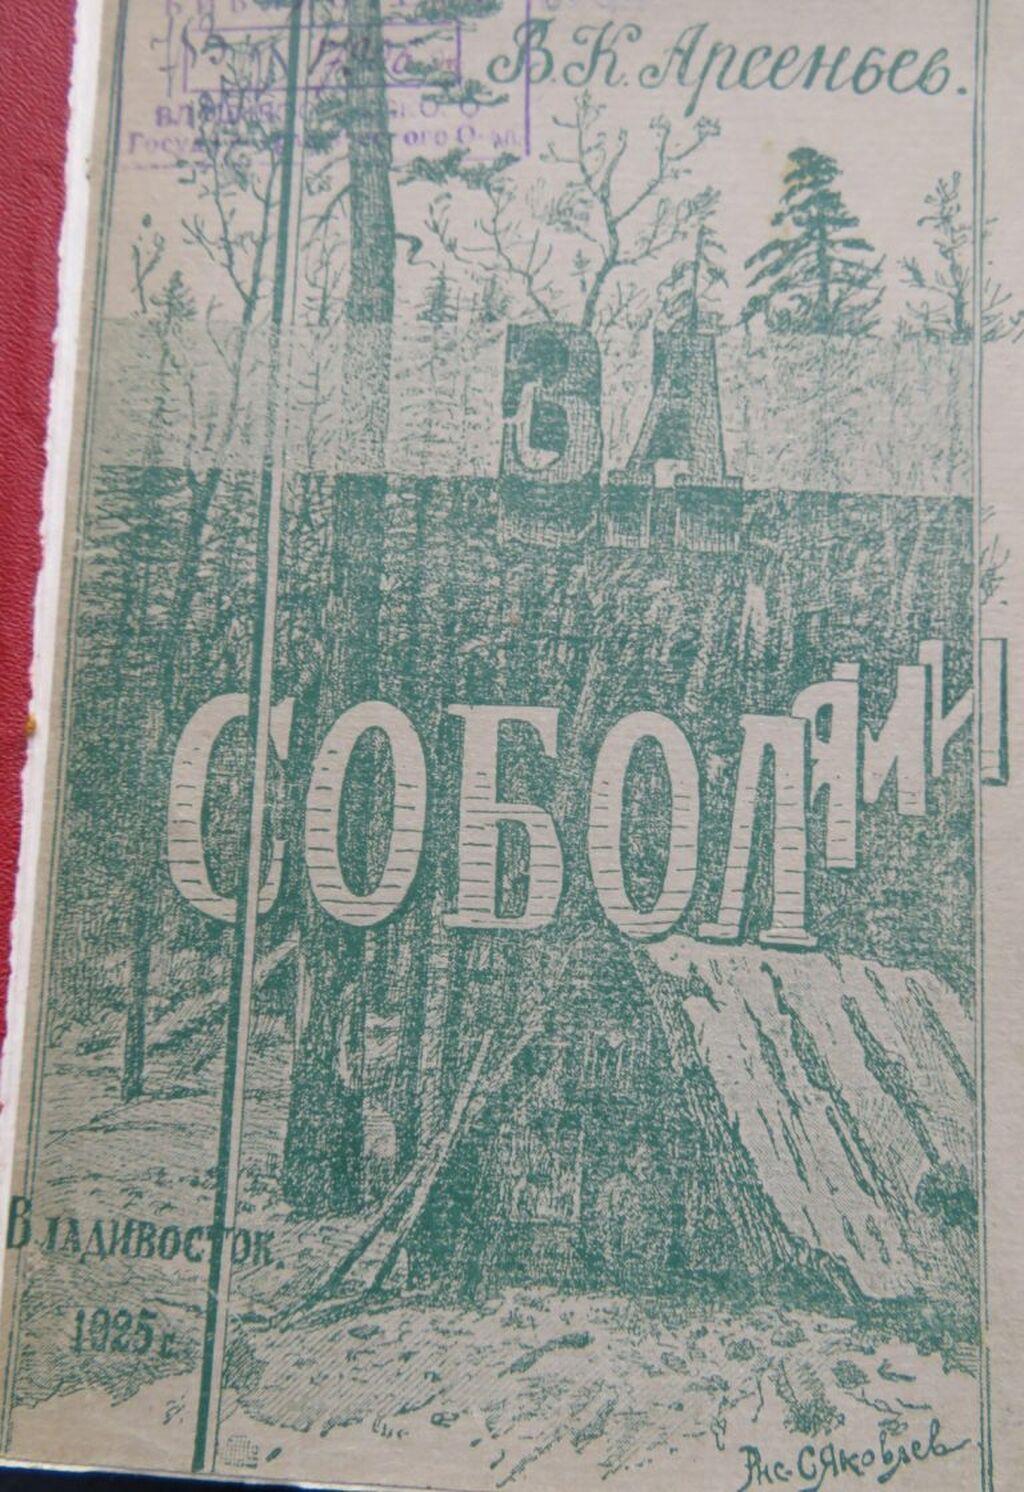 В. К. Арсеньев.
ЗА
СОБОЛЯМИ
Владивосток.
1925 г.
Рис. С Яковлев